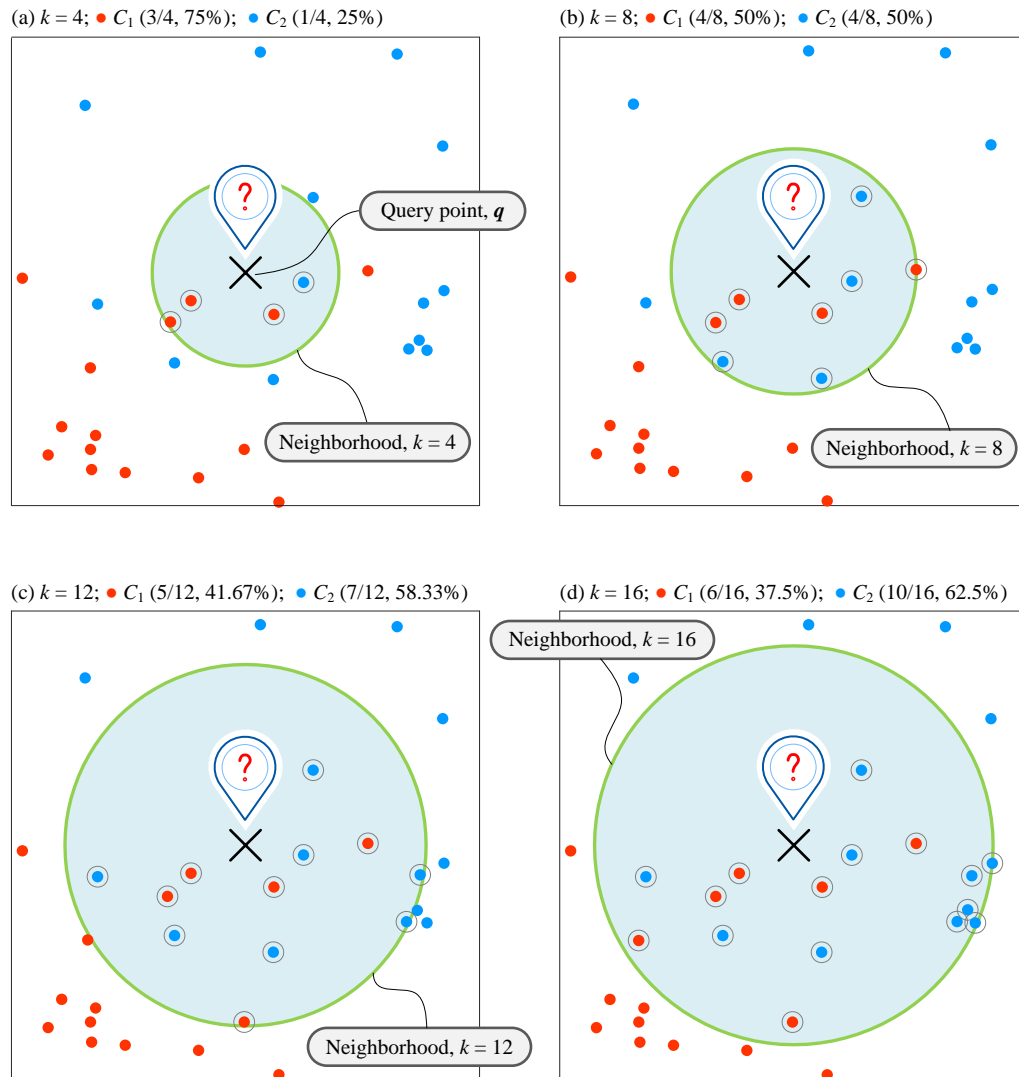 (a) k = 4; C1 (3/4, 75%); C2 (1/4, 25%)
(b) k = 8; C1 (4/8, 50%) C2 (4/8, 50%)
?
Query point, q
Neighborhood, k = 4
?
Neighborhood, k = 8
(c) k = 12; C1 (5/12, 41.67%); C2 (7/12, 58.33%)
(d) k = 16; C1 (6/16, 37.5%); C2 (10/16, 62.5%)
Neighborhood, k = 16
?
?
Neighborhood, k = 12